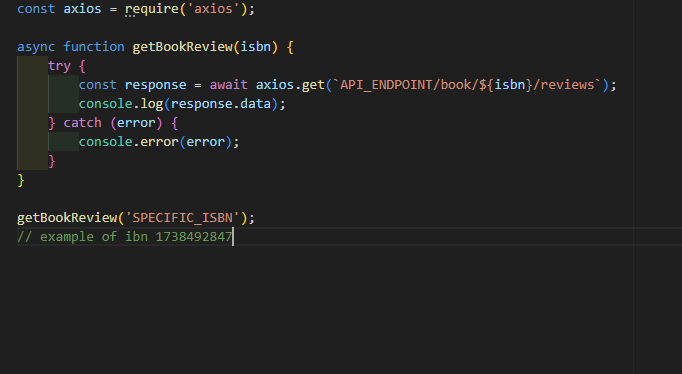 const axios = require('axios');
async function getBookReview(isbn) {
try {
const response = await axios.get(`API_ENDPOINT/book/${isbn}/reviews`);
console.log(response.data);
} catch (error) {
console.error(error);
}
}
getBookReview('SPECIFIC_ISBN');
// example of ibn 1738492847